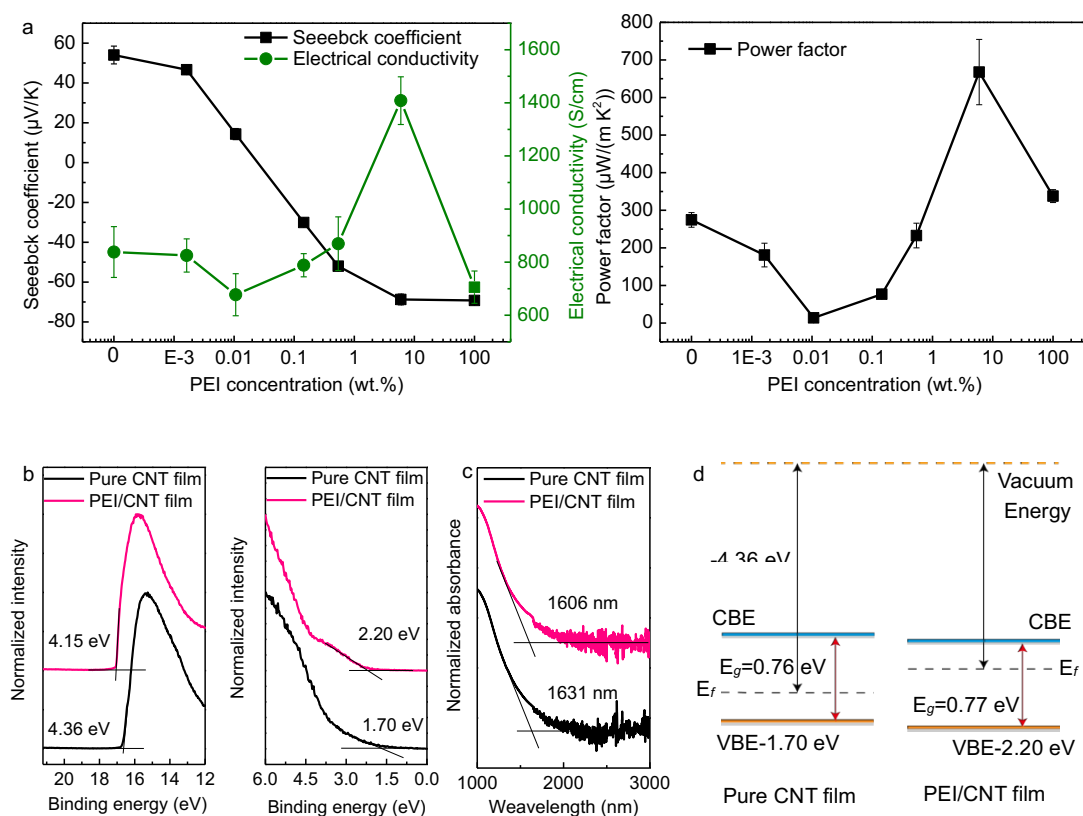 a
Seeebck coefficient
Electrical conductivity
Seebeck coefficient (µV/K)
60
40
20
0
-20
-40
-60
-80
1600
1400
1200
1000
800
600
Electrical conductivity (S/cm)
0 E-3 0.01 0.1 1 10 100
PEI concentration (wt.%)
Power factor
Power factor (µW/(m K²))
800
700
600
500
400
300
200
100
0
0 1E-3 0.01 0.1 1 10 100
PEI concentration (wt.%)
b
Pure CNT film
PEI/CNT film
Normalized intensity
4.15 eV
4.36 eV
20 18 16 14 12
Binding energy (eV)
Pure CNT film
PEI/CNT film
Normalized intensity
2.20 eV
1.70 eV
6.0 4.5 3.0 1.5 0.0
Binding energy (eV)
c
Pure CNT film
PEI/CNT film
Normalized absorbance
1606 nm
1631 nm
1000 1500 2000 2500 3000
Wavelength (nm)
d
Vacuum
Energy
-4.36 eV
CBE
Eg=0.76 eV
Ef
VBE-1.70 eV
Pure CNT film
CBE
Ef
Eg=0.77 eV
VBE-2.20 eV
PEI/CNT film